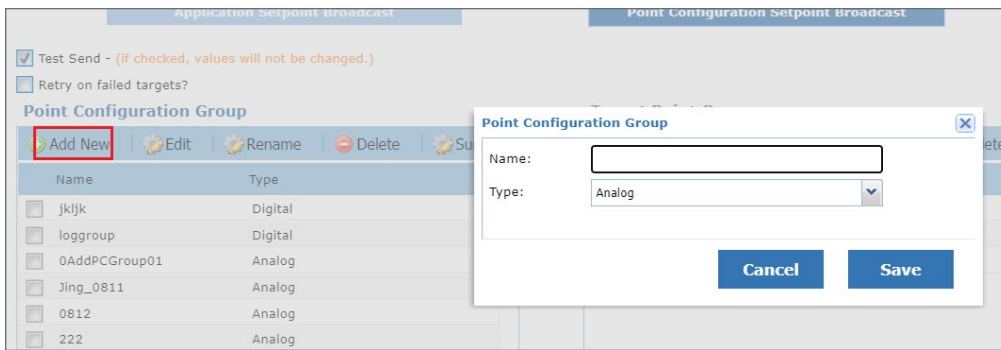 Application Setpoint Broadcast
Point Configuration Setpoint Broadcast
Test Send - (if checked, values will not be changed.)
Retry on failed targets?
Point Configuration Group
Add New
Edit
Rename
Delete
Name Type
jkljk Digital
loggroup Digital
0AddPCGroup01 Analog
Jing_0811 Analog
0812 Analog
222 Analog
Point Configuration Group
Name:
Type: Analog
Cancel Save